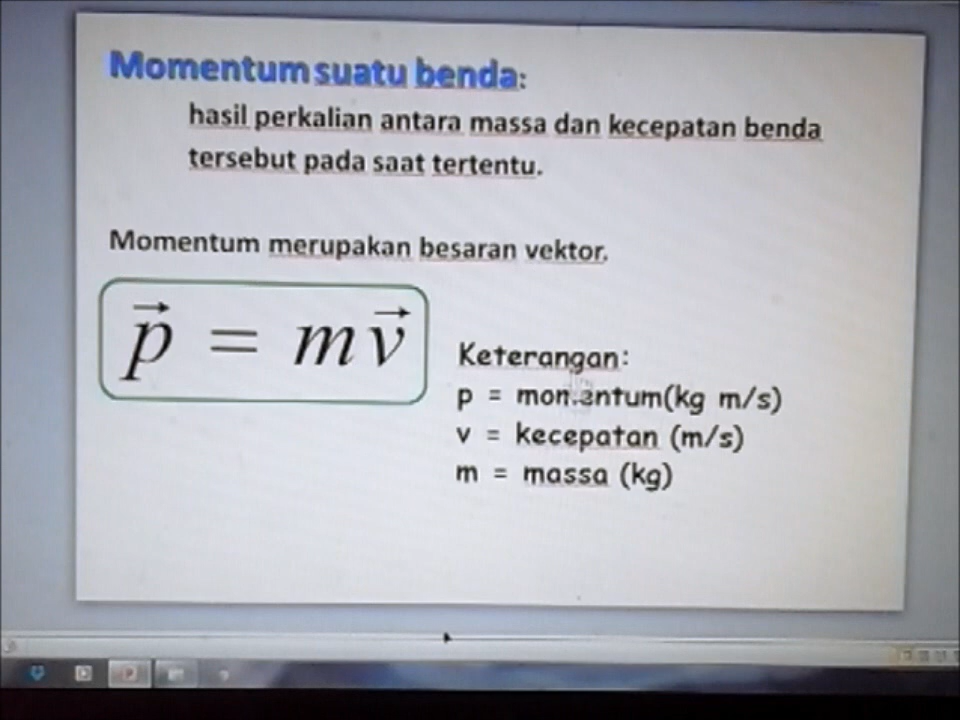 Momentum suatu benda:
hasil perkalian antara massa dan kecepatan benda
tersebut pada saat tertentu.
Momentum merupakan besaran vektor.
p⃗ = m v⃗
Keterangan:
p = momentum(kg m/s)
v = kecepatan (m/s)
m = massa (kg)